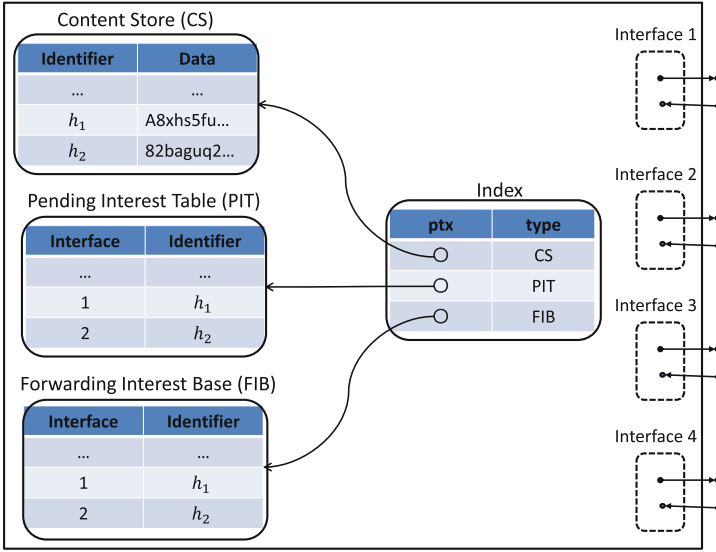 Content Store (CS)
Identifier Data
... ...
h₁ A8xhs5fu...
h₂ 82baguq2...
Pending Interest Table (PIT)
Interface Identifier
... ...
1 h₁
2 h₂
Forwarding Interest Base (FIB)
Interface Identifier
... ...
1 h₁
2 h₂
Index
ptx type
CS
PIT
FIB
Interface 1
Interface 2
Interface 3
Interface 4